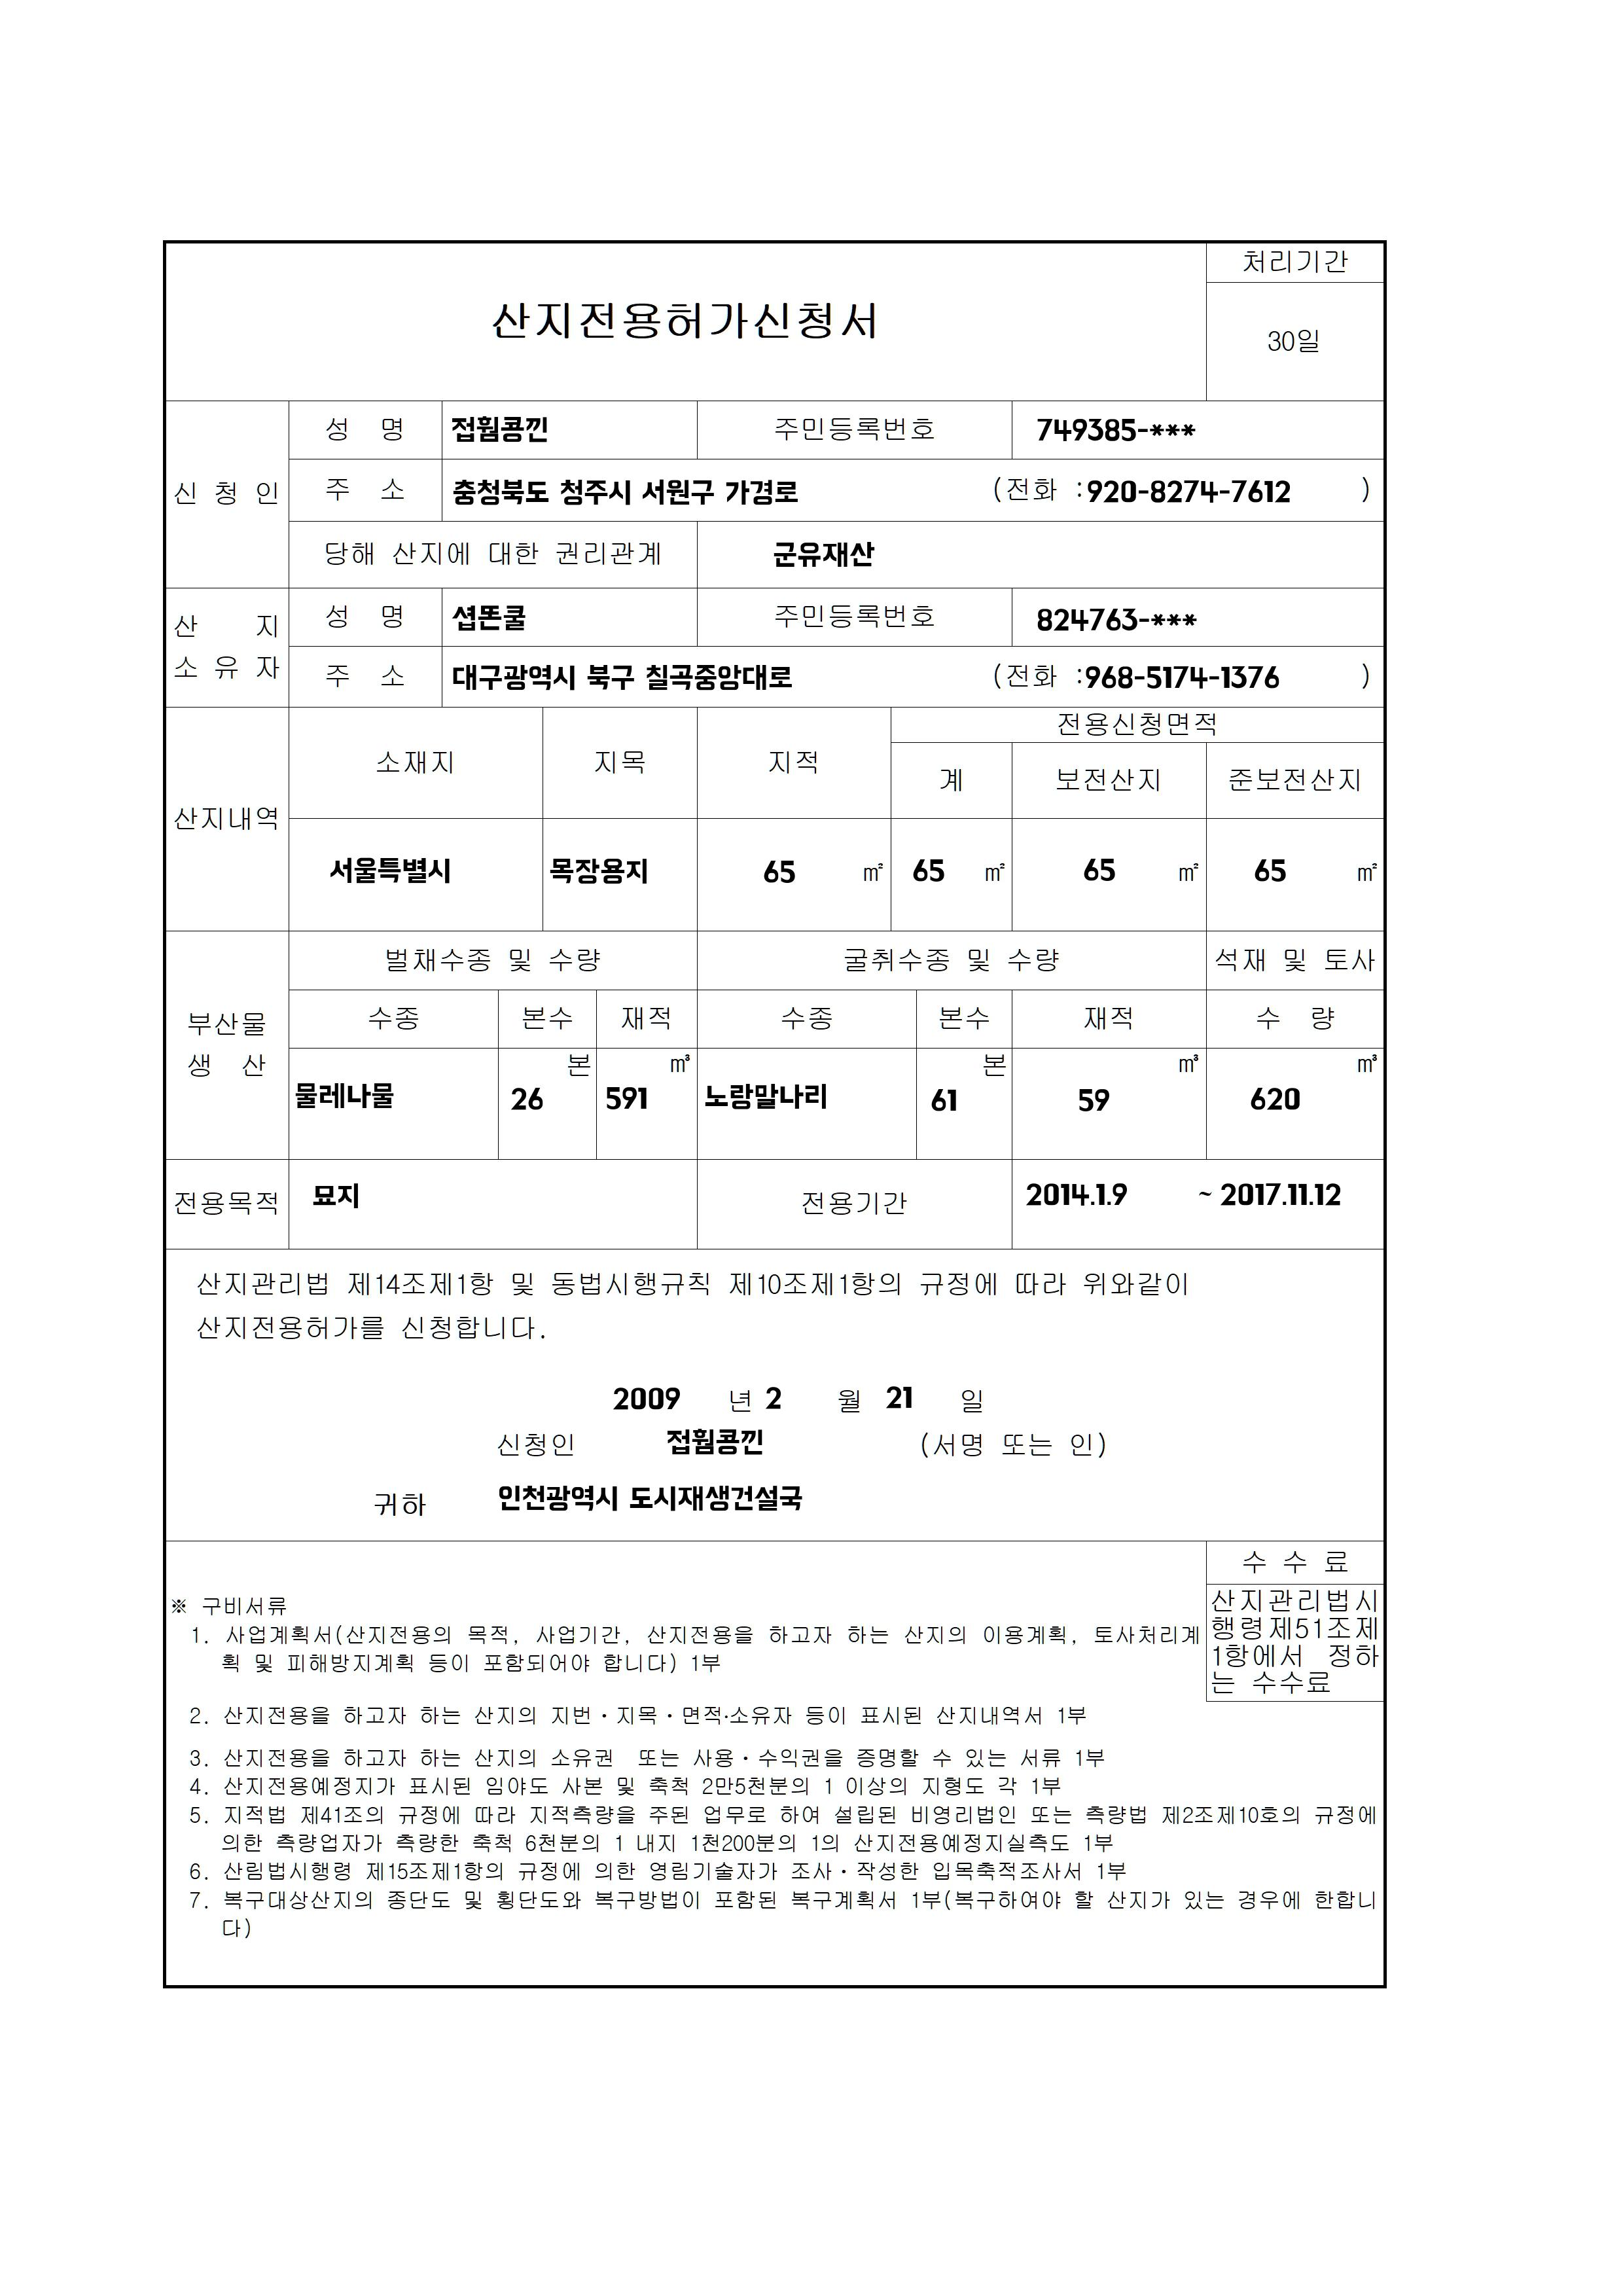 처리기간
산지전용허가신청서
30일
신 청 인
성 명 접훰콩낀 주민등록번호 749385-***
주 소 충청북도 청주시 서원구 가경로 (전화 :920-8274-7612 )
당해 산지에 대한 권리관계 군유재산
산 지
소 유 자
성 명 섭똔쿨 주민등록번호 824763-***
주 소 대구광역시 북구 칠곡중앙대로 (전화 :968-5174-1376 )
산지내역
소재지 지목 지적 전용신청면적
계 보전산지 준보전산지
서울특별시 목장용지 65 ㎡ 65 ㎡ 65 ㎡ 65 ㎡
부산물
생 산
벌채수종 및 수량 굴취수종 및 수량 석재 및 토사
수종 본수 재적 수종 본수 재적 수 량
본 ㎥ 본 ㎥ ㎥
물레나물 26 591 노랑말나리 61 59 620
전용목적 묘지 전용기간 2014.1.9 ~ 2017.11.12
산지관리법 제14조제1항 및 동법시행규칙 제10조제1항의 규정에 따라 위와같이
산지전용허가를 신청합니다.
2009 년 2 월 21 일
신청인 접훰콩낀 (서명 또는 인)
귀하 인천광역시 도시재생건설국
수 수 료
산지관리법시
행령제51조제
1항에서 정하
는 수수료
※ 구비서류
1. 사업계획서(산지전용의 목적, 사업기간, 산지전용을 하고자 하는 산지의 이용계획, 토사처리계
획 및 피해방지계획 등이 포함되어야 합니다) 1부
2. 산지전용을 하고자 하는 산지의 지번·지목·면적·소유자 등이 표시된 산지내역서 1부
3. 산지전용을 하고자 하는 산지의 소유권 또는 사용·수익권을 증명할 수 있는 서류 1부
4. 산지전용예정지가 표시된 임야도 사본 및 축척 2만5천분의 1 이상의 지형도 각 1부
5. 지적법 제41조의 규정에 따라 지적측량을 주된 업무로 하여 설립된 비영리법인 또는 측량법 제2조제10호의 규정에
의한 측량업자가 측량한 축척 6천분의 1 내지 1천200분의 1의 산지전용예정지실측도 1부
6. 산림법시행령 제15조제1항의 규정에 의한 영림기술자가 조사·작성한 입목축적조사서 1부
7. 복구대상산지의 종단도 및 횡단도와 복구방법이 포함된 복구계획서 1부(복구하여야 할 산지가 있는 경우에 한합니
다)